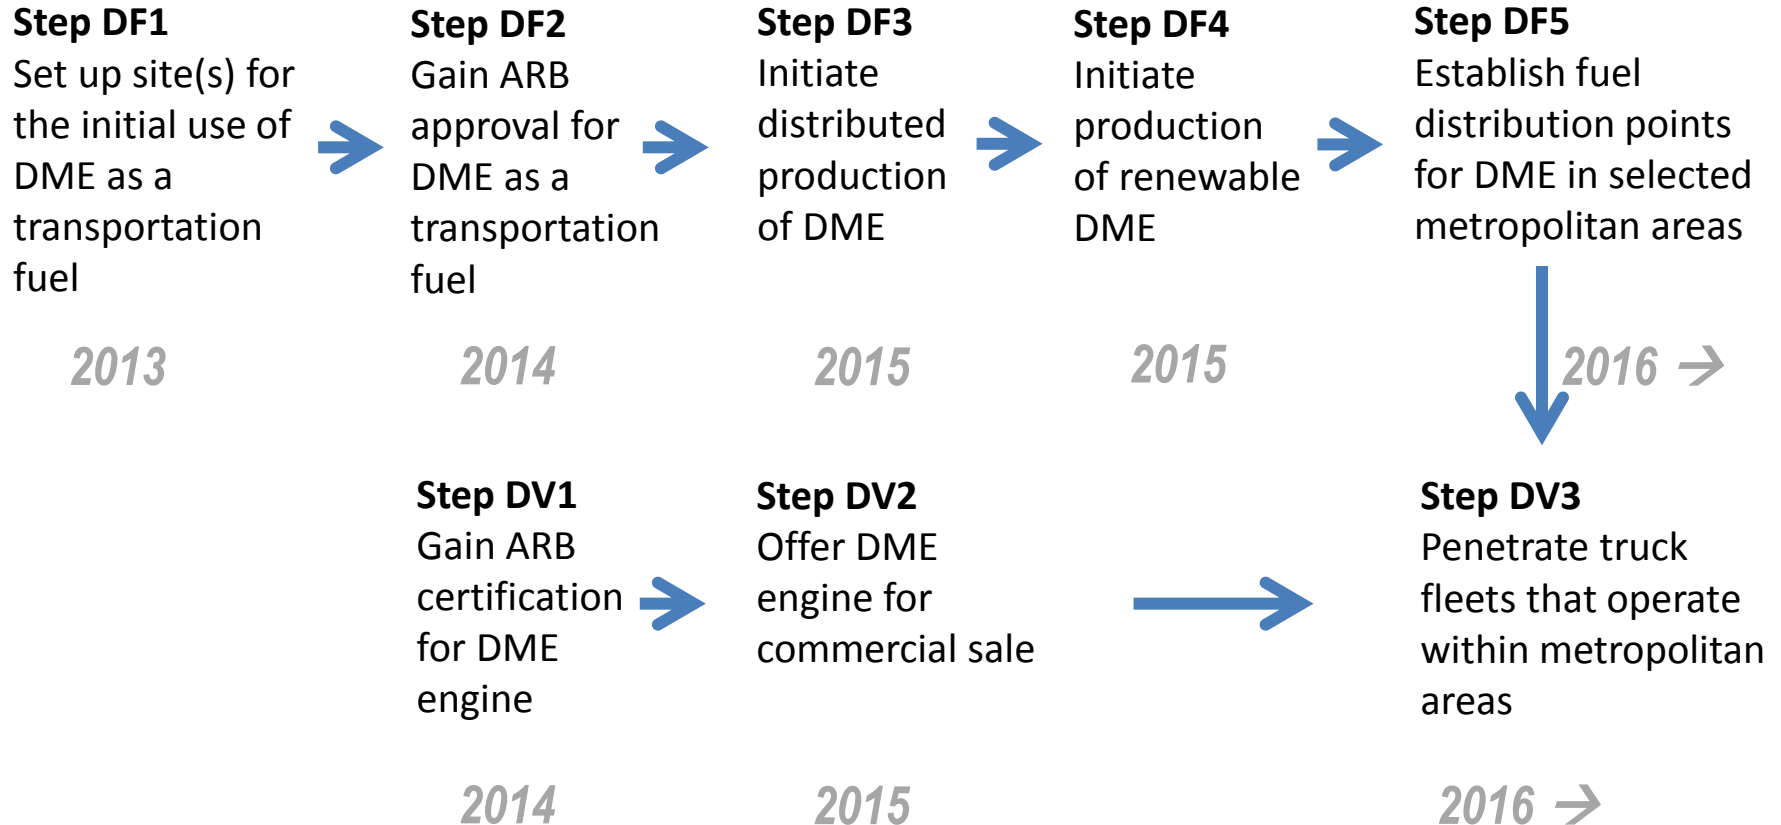 Step DF1
Set up site(s) for
the initial use of
DME as a
transportation
fuel
2013
Step DF2
Gain ARB
approval for
DME as a
transportation
fuel
2014
Step DF3
Initiate
distributed
production
of DME
2015
Step DF4
Initiate
production
of renewable
DME
2015
Step DF5
Establish fuel
distribution points
for DME in selected
metropolitan areas
2016 →
Step DV1
Gain ARB
certification
for DME
engine
2014
Step DV2
Offer DME
engine for
commercial sale
2015
Step DV3
Penetrate truck
fleets that operate
within metropolitan
areas
2016 →